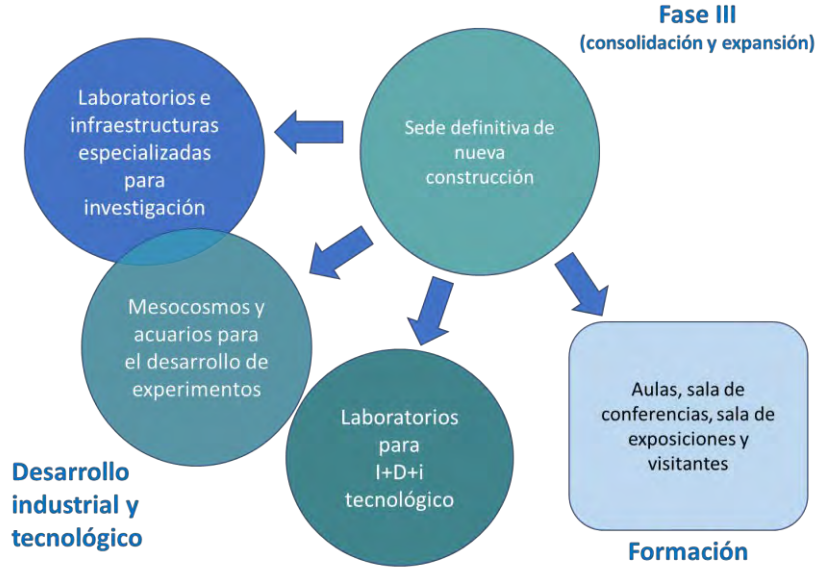 Fase III
(consolidación y expansión)
Laboratorios e
infraestructuras
especializadas
para
investigación
Sede definitiva de
nueva
construcción
Mesocosmos y
acuarios para
el desarrollo de
experimentos
Laboratorios
para
I+D+i
tecnológico
Aulas, sala de
conferencias, sala de
exposiciones y
visitantes
Desarrollo
industrial y
tecnológico
Formación